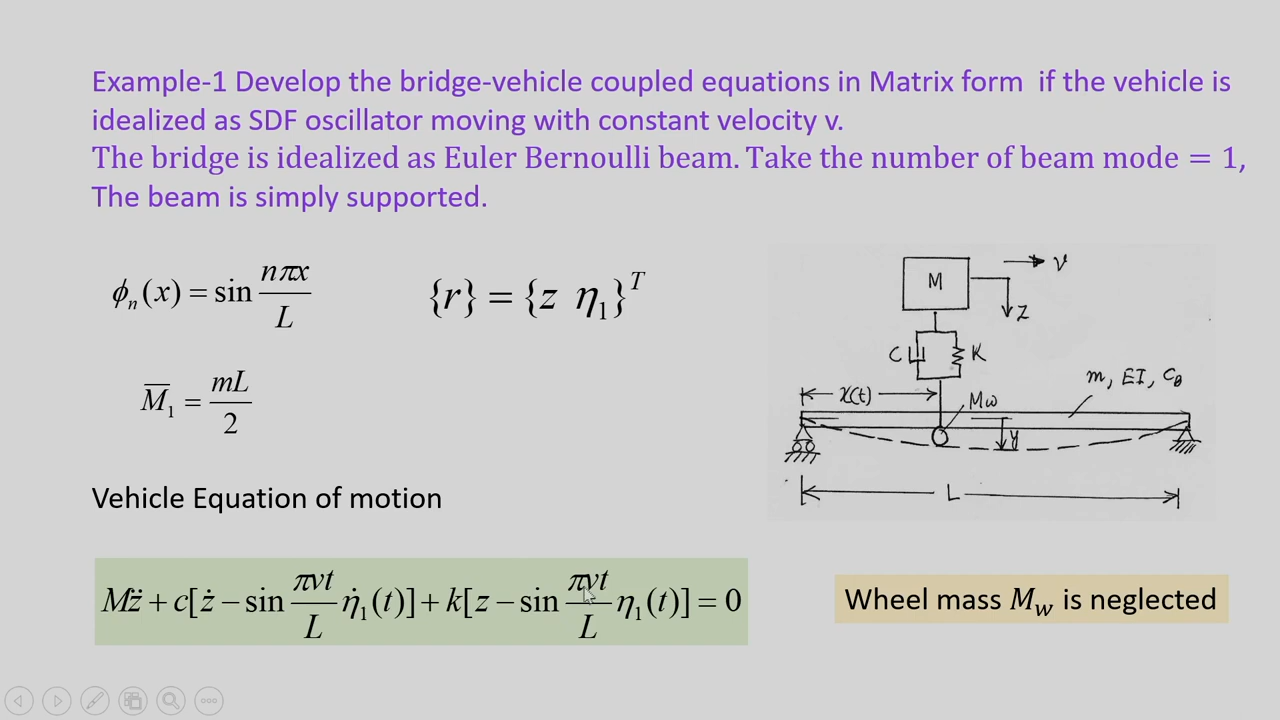 Example-1 Develop the bridge-vehicle coupled equations in Matrix form if the vehicle is
idealized as SDF oscillator moving with constant velocity v.
The bridge is idealized as Euler Bernoulli beam. Take the number of beam mode = 1,
The beam is simply supported.
ϕₙ(x) = sin nπx/L
{r} = {z η₁}ᵀ
M̅₁ = mL/2
M
v
z
C
K
x(t)
Mw
m, EI, C_B
y
L
Vehicle Equation of motion
Mz̈ + c[ż − sin πvt/L η̇₁(t)] + k[z − sin πvt/L η₁(t)] = 0
Wheel mass M_w is neglected